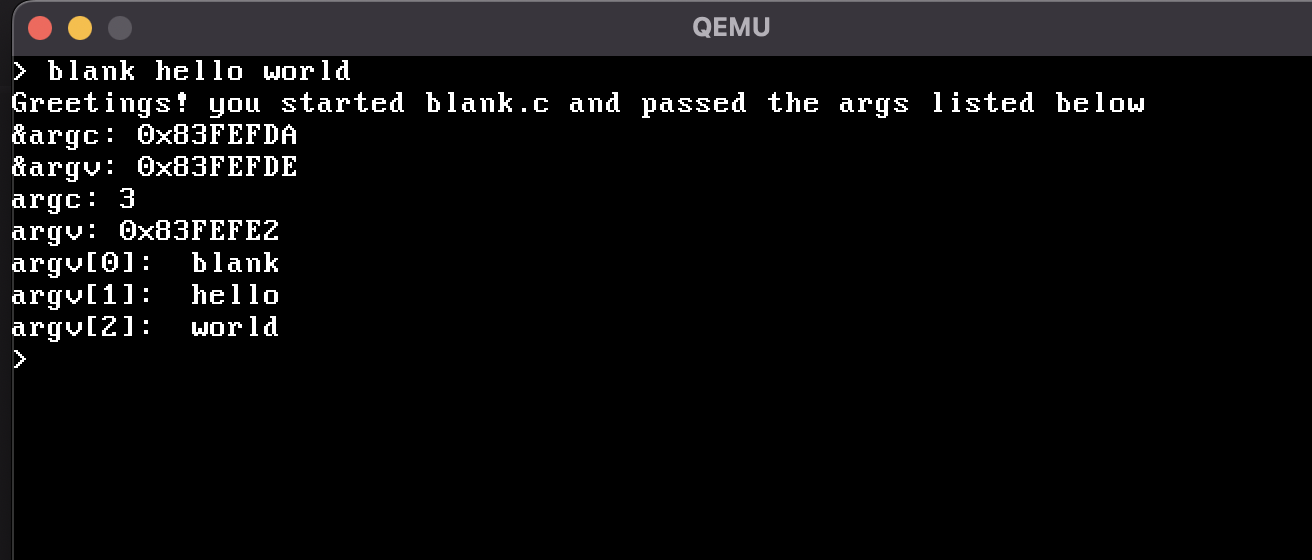 QEMU
> blank hello world
Greetings! you started blank.c and passed the args listed below
&argc: 0x83FEFDA
&argv: 0x83FEFDE
argc: 3
argv: 0x83FEFE2
argv[0]:  blank
argv[1]:  hello
argv[2]:  world
>